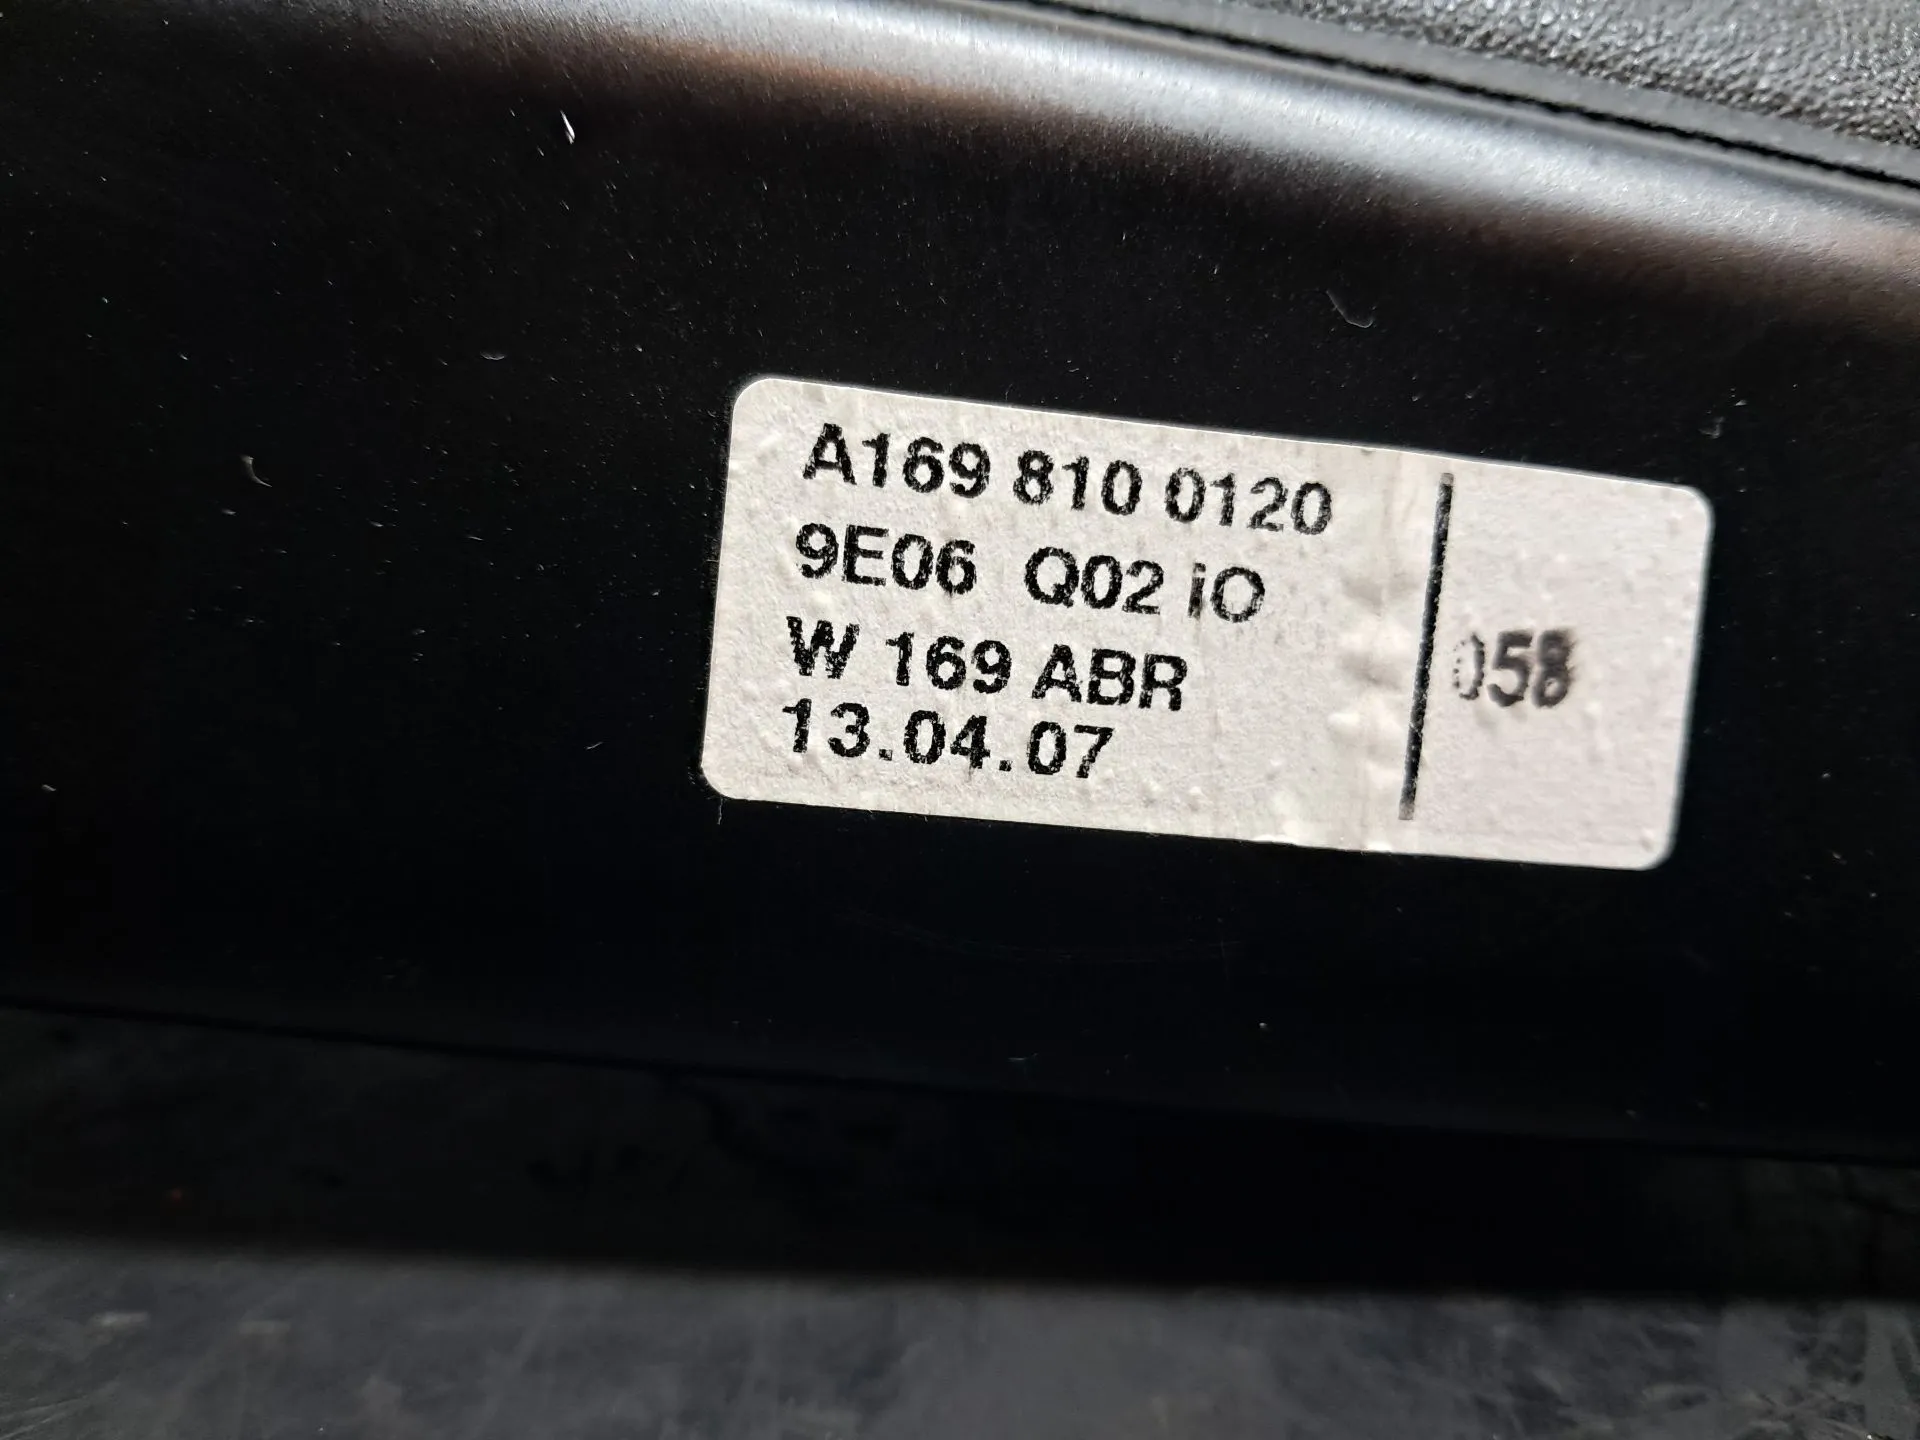 A169 810 0120
9E06 Q02 iO
W 169 ABR
13.04.07
058